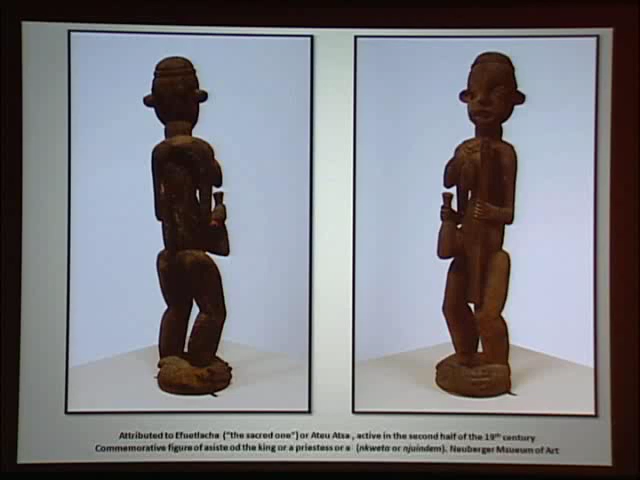 Attributed to Efuetlacha ("the sacred one") or Ateu Atsa, active in the second half of the 19th century
Commemorative figure of asiste od the king or a priestess or a (nkweta or njuindem). Neuberger Msueum of Art